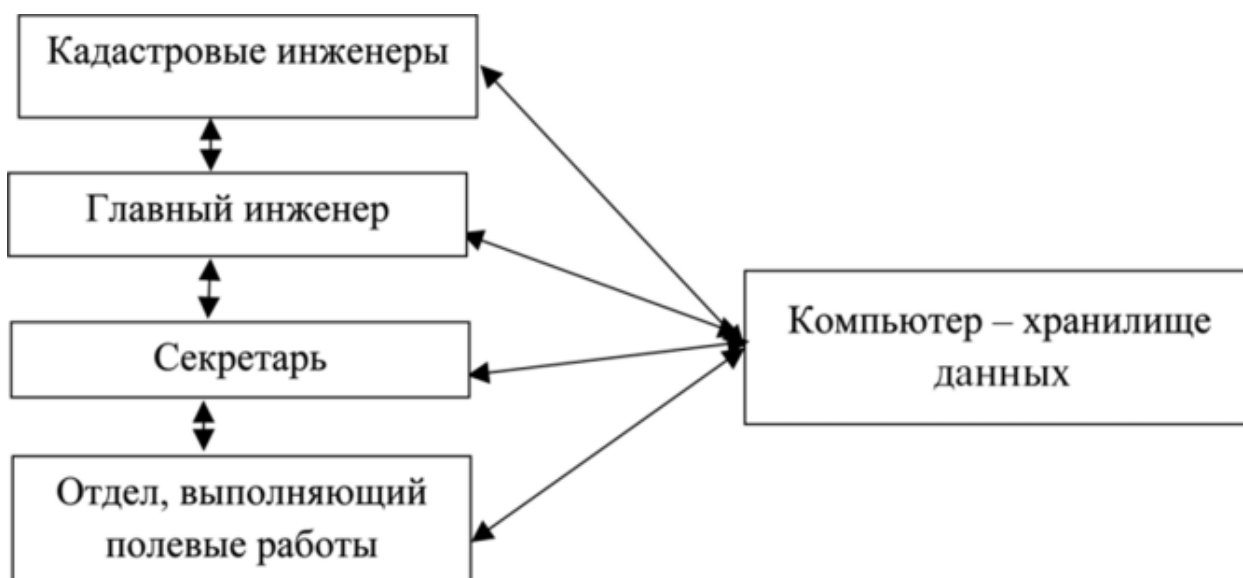 Кадастровые инженеры
Главный инженер
Секретарь
Отдел, выполняющий
полевые работы
Компьютер – хранилище
данных